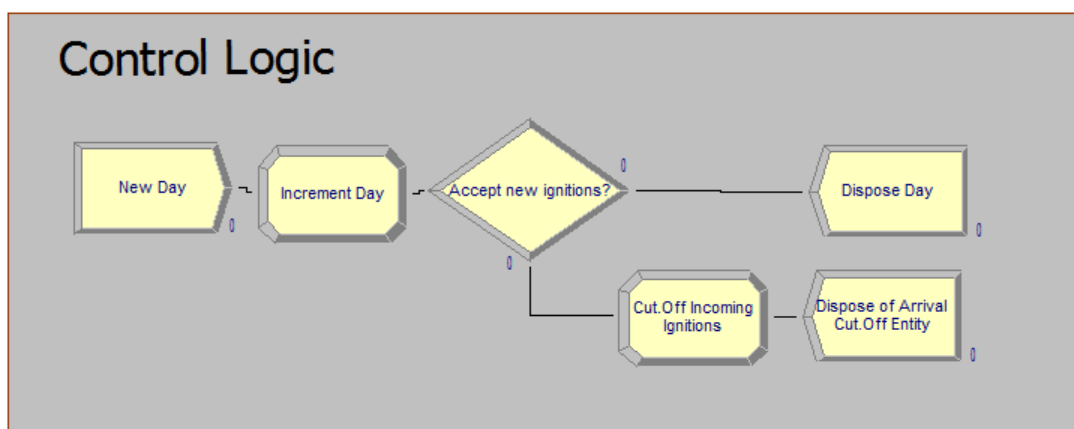 Control Logic
New Day
0
Increment Day
Accept new ignitions?
0
0
Dispose Day
0
Cut.Off Incoming
Ignitions
Dispose of Arrival
Cut.Off Entity
0